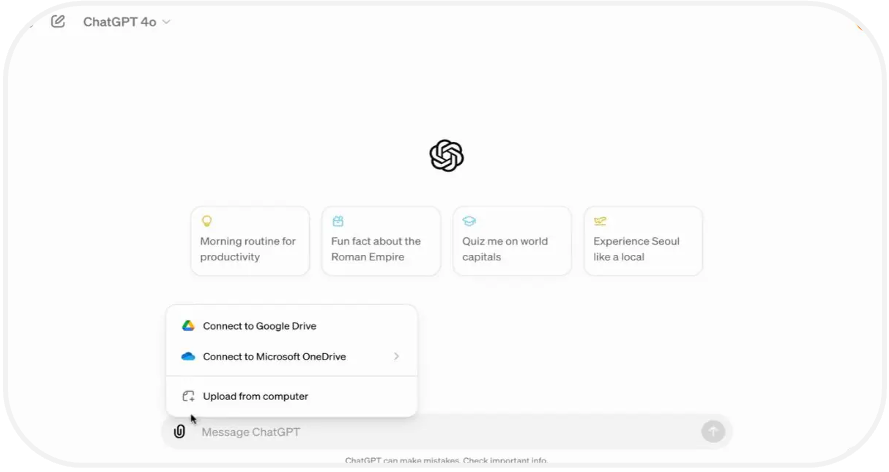 ChatGPT 4o
Morning routine for
productivity
Fun fact about the
Roman Empire
Quiz me on world
capitals
Experience Seoul
like a local
Connect to Google Drive
Connect to Microsoft OneDrive
Upload from computer
Message ChatGPT
ChatGPT can make mistakes. Check important info.